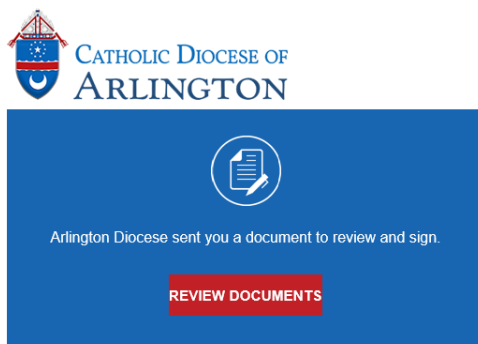 CATHOLIC DIOCESE OF
ARLINGTON
Arlington Diocese sent you a document to review and sign.
REVIEW DOCUMENTS